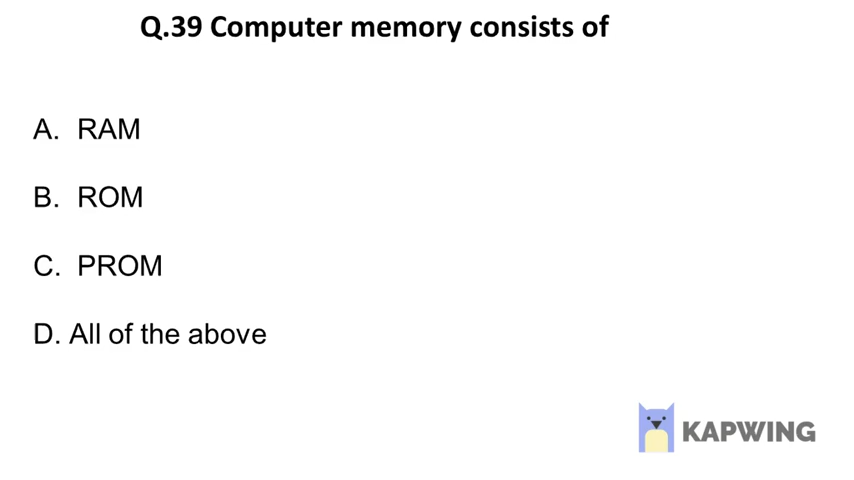 Q.39 Computer memory consists of
A. RAM
B. ROM
C. PROM
D. All of the above
KAPWING